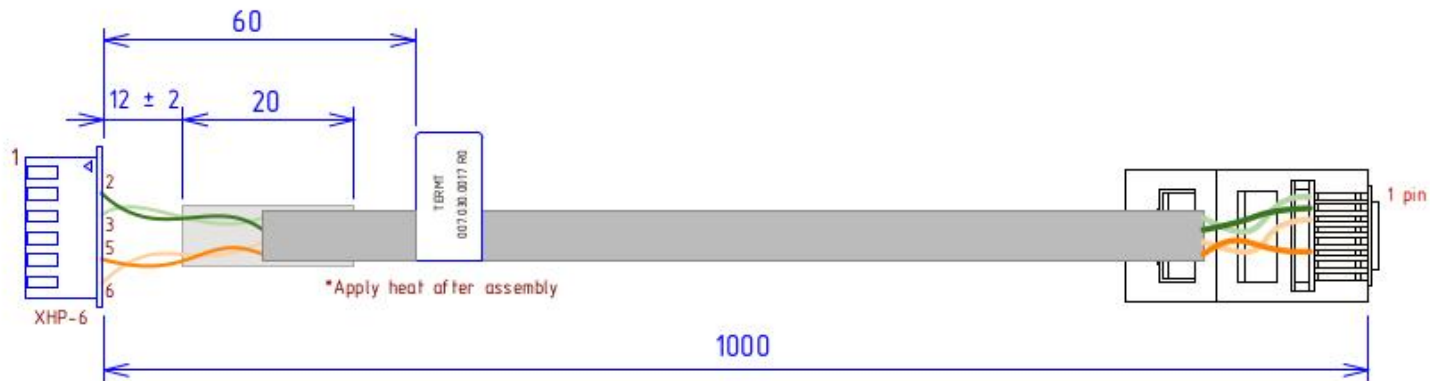 60
12 ± 2
20
1
2
3
5
6
XHP-6
TERMT
007.030.0017 R0
*Apply heat after assembly
1 pin
1000